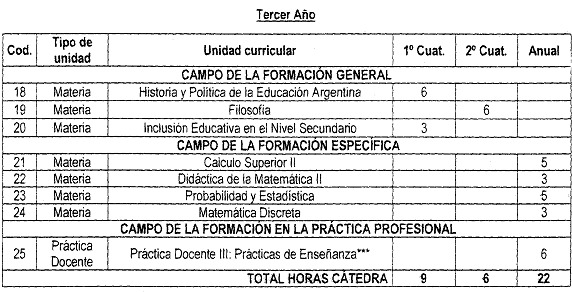 Tercer Año
Cod. Tipo de unidad Unidad curricular 1º Cuat. 2º Cuat. Anual
CAMPO DE LA FORMACIÓN GENERAL
18 Materia Historia y Política de la Educación Argentina 6
19 Materia Filosofía 6
20 Materia Inclusión Educativa en el Nivel Secundario 3
CAMPO DE LA FORMACIÓN ESPECÍFICA
21 Materia Calculo Superior II 5
22 Materia Didáctica de la Matemática II 3
23 Materia Probabilidad y Estadística 5
24 Materia Matemática Discreta 3
CAMPO DE LA FORMACIÓN EN LA PRÁCTICA PROFESIONAL
25 Práctica Docente Práctica Docente III: Prácticas de Enseñanza*** 6
TOTAL HORAS CÁTEDRA 9 6 22